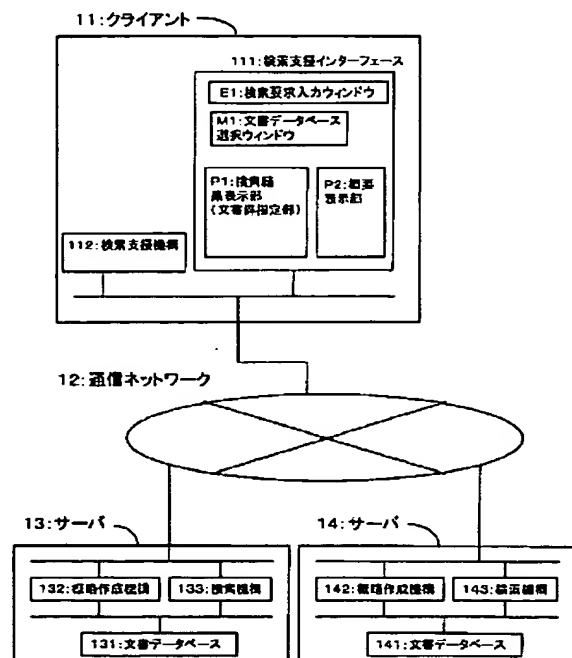 11:クライアント
111:検索支援インターフェース
E1:検索要求入力ウィンドウ
M1:文書データベース
選択ウィンドウ
P1:検索結
果表示部
(文書群指定部)
P2:概要
表示部
112:検索支援機構
12:通信ネットワーク
13:サーバ
14:サーバ
132:概略作成機構
133:検索機構
142:概略作成機構
143:検索機構
131:文書データベース
141:文書データベース